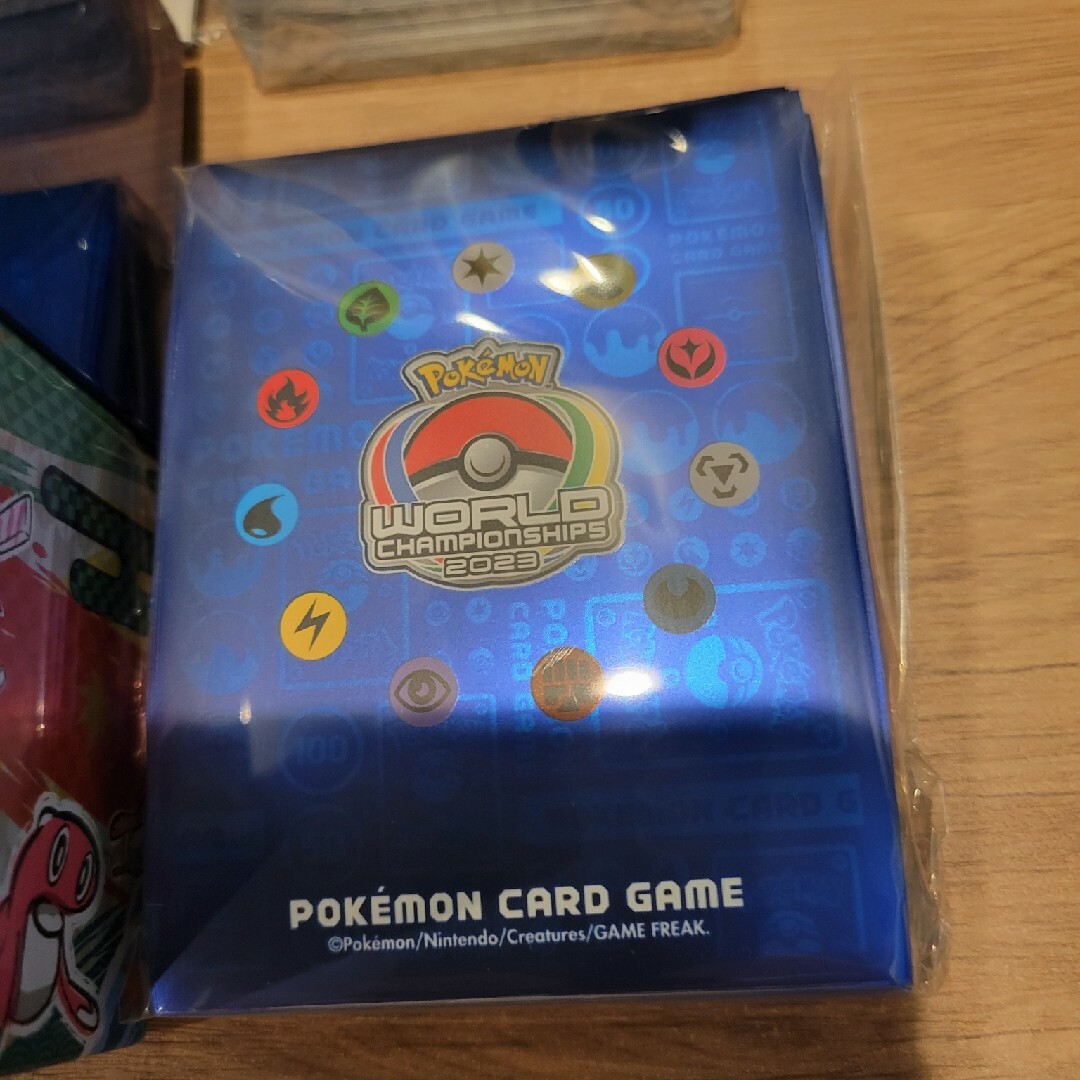 POKÉMON
WORLD
CHAMPIONSHIPS
2023
POKÉMON CARD GAME
©Pokémon/Nintendo/Creatures/GAME FREAK.